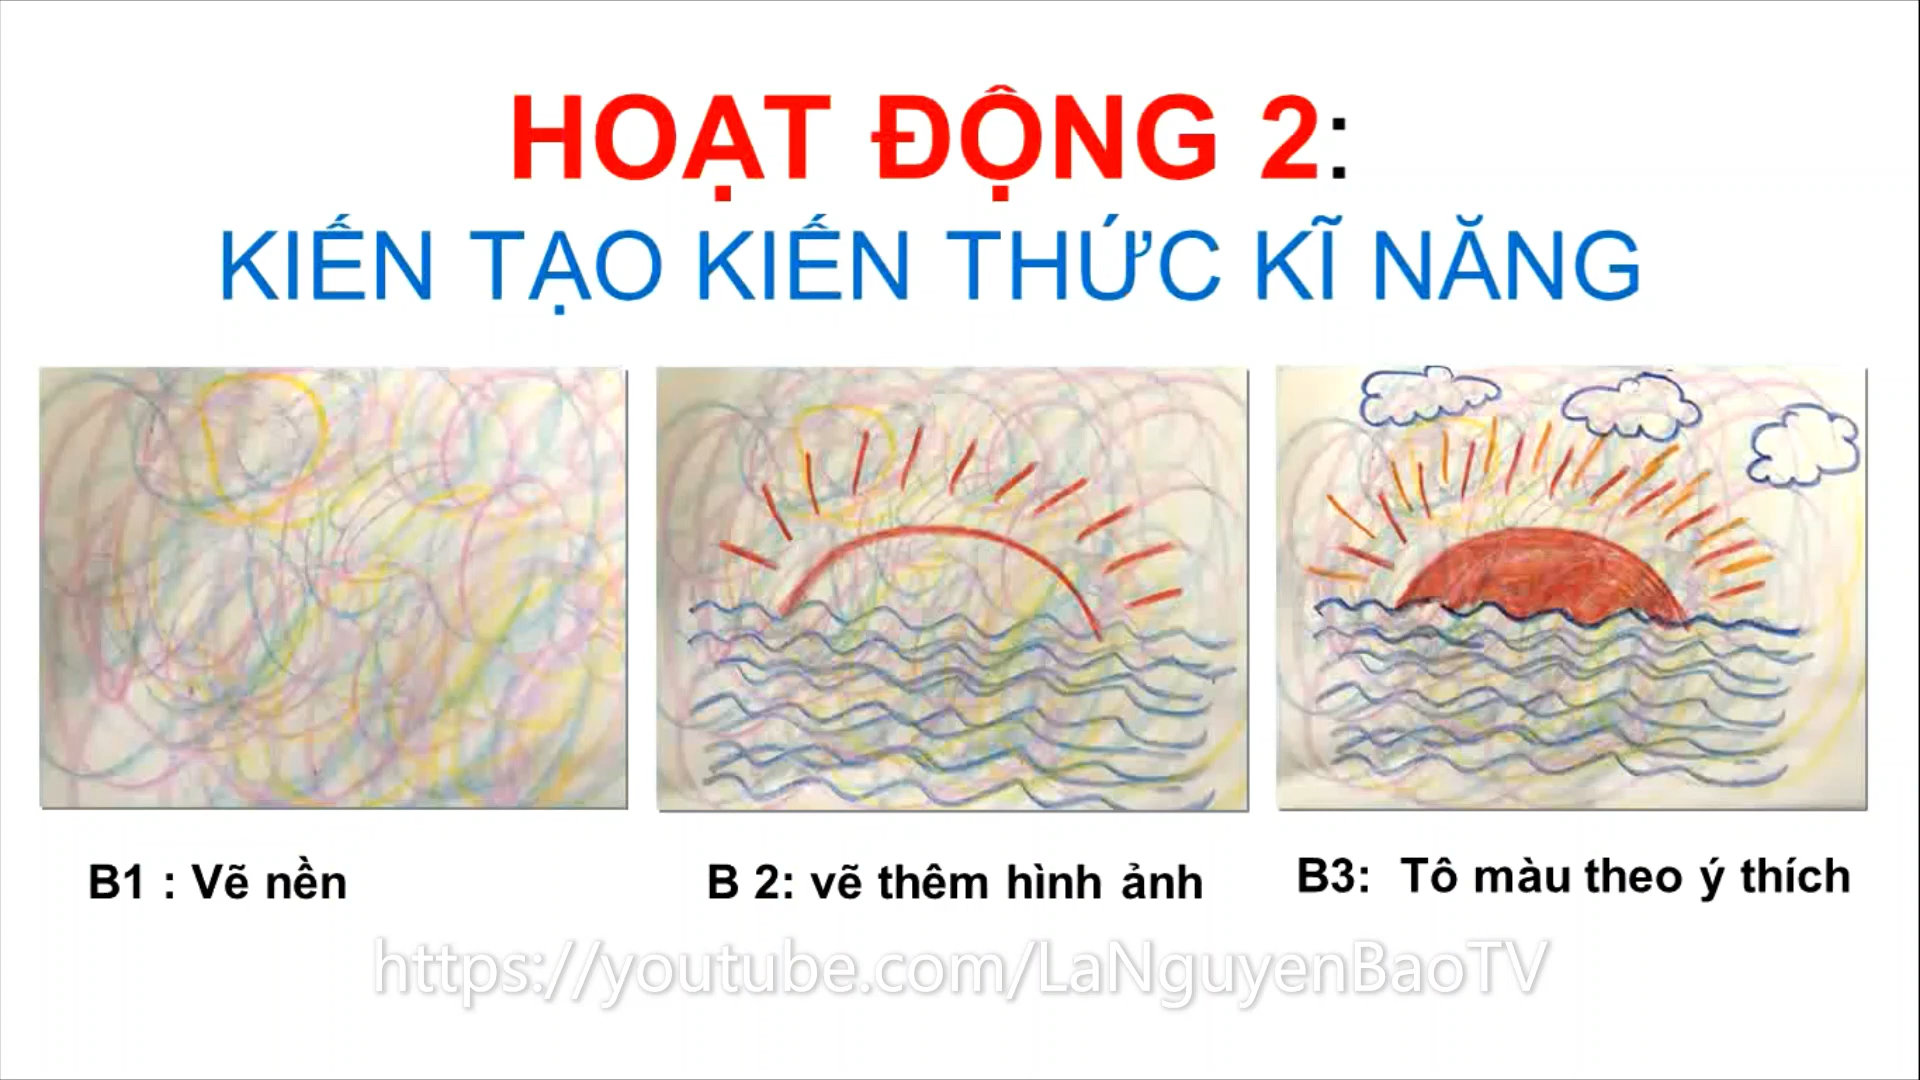 HOẠT ĐỘNG 2:
KIẾN TẠO KIẾN THỨC KĨ NĂNG
B1 : Vẽ nền
B 2: vẽ thêm hình ảnh
B3: Tô màu theo ý thích
https://youtube.com/LaNguyenBaoTV